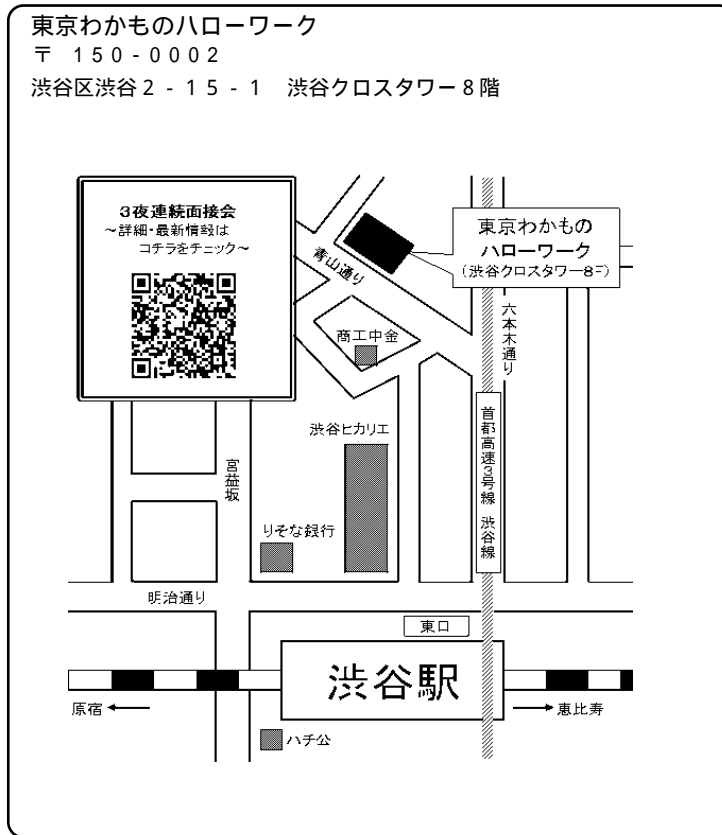 東京わかものハローワーク
〒 150-0002
渋谷区渋谷2-15-1 渋谷クロスタワー8階
3夜連続面接会
～詳細・最新情報は
コチラをチェック～
東京わかもの
ハローワーク
(渋谷クロスタワー8F)
青山通り
六本木通り
商工中金
首都高速3号線 渋谷線
渋谷ヒカリエ
宮益坂
りそな銀行
明治通り
東口
渋谷駅
原宿
恵比寿
ハチ公